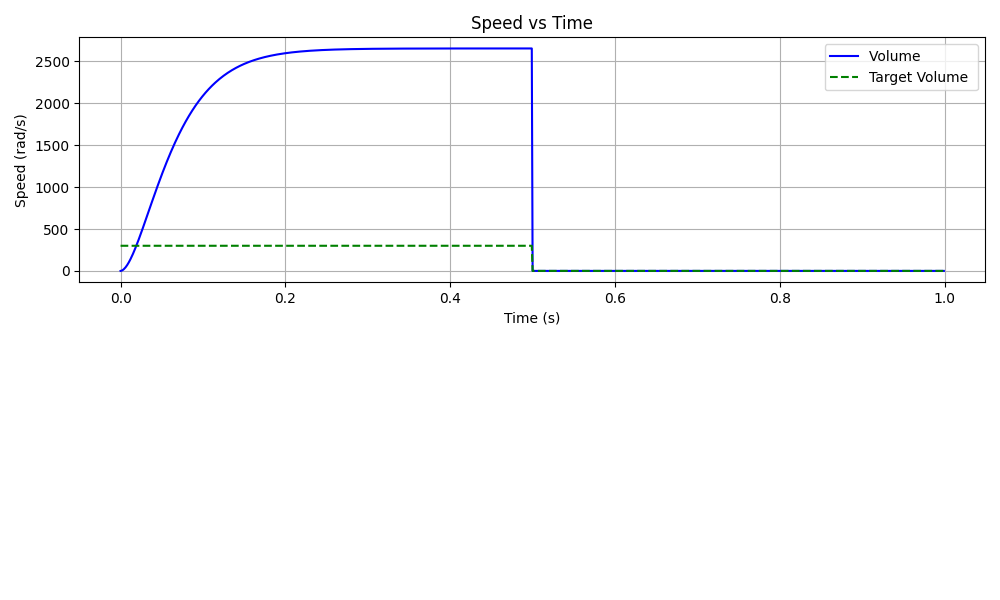 Speed vs Time
Volume
Target Volume
Speed (rad/s)
2500
2000
1500
1000
500
0
0.0 0.2 0.4 0.6 0.8 1.0
Time (s)